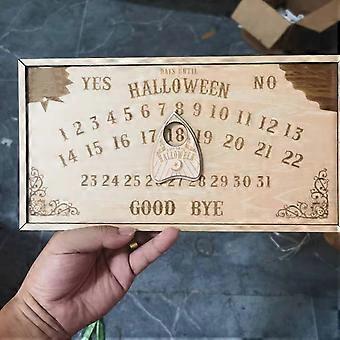 DAYS UNTIL
YES HALLOWEEN NO
1 2 3 4 5 6 7 8 9 10 11 12 13
14 15 16 17 18 19 20 21 22
HALLOWEEN
23 24 25 26 27 28 29 30 31
GOOD BYE